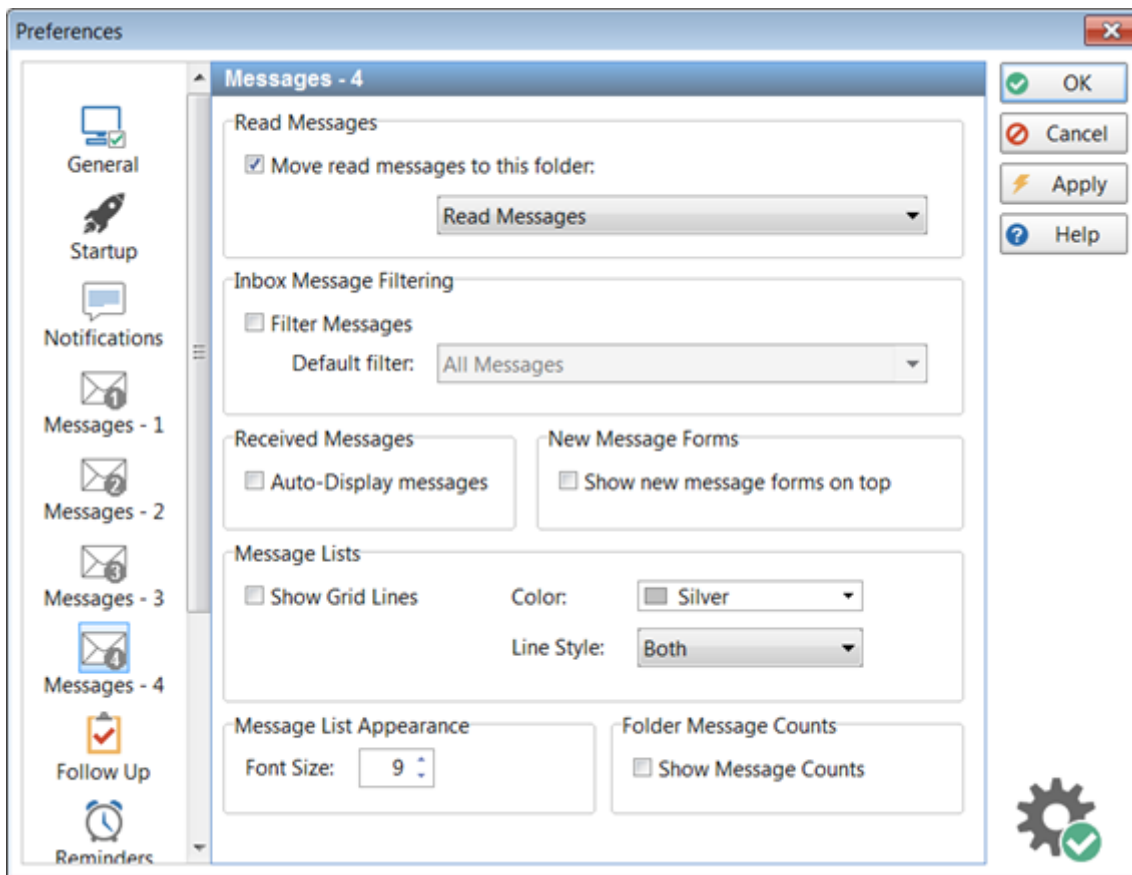 Preferences
General
Startup
Notifications
1
Messages - 1
2
Messages - 2
3
Messages - 3
4
Messages - 4
Follow Up
Reminders
Messages - 4
Read Messages
Move read messages to this folder:
Read Messages
Inbox Message Filtering
Filter Messages
Default filter: All Messages
Received Messages
Auto-Display messages
New Message Forms
Show new message forms on top
Message Lists
Show Grid Lines Color: Silver
Line Style: Both
Message List Appearance
Font Size: 9
Folder Message Counts
Show Message Counts
OK
Cancel
Apply
? Help